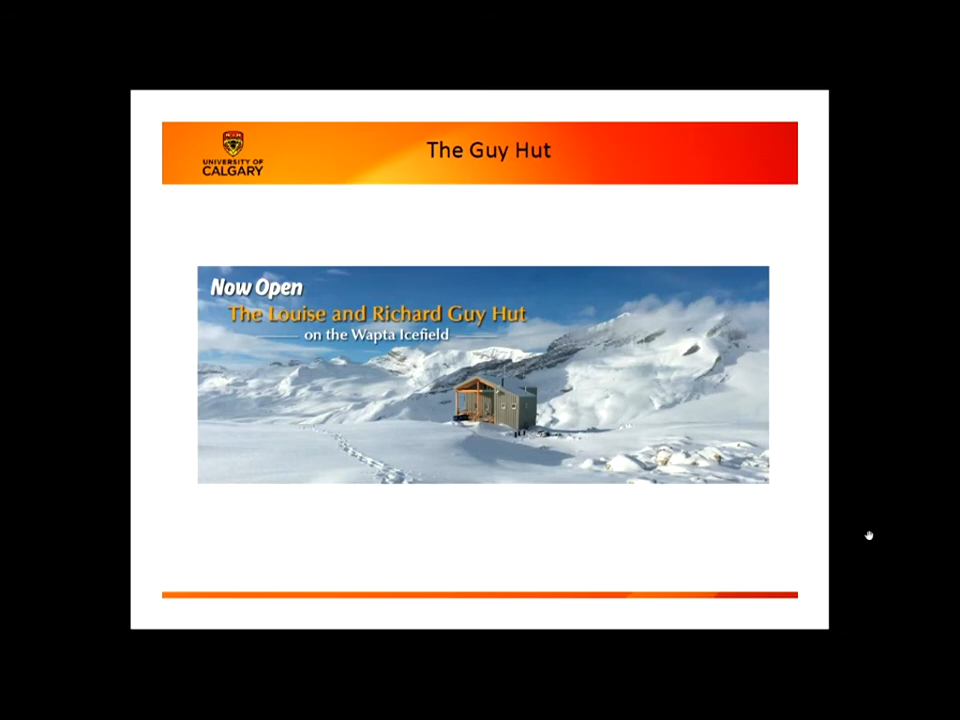 UNIVERSITY OF
CALGARY
The Guy Hut
Now Open
The Louise and Richard Guy Hut
on the Wapta Icefield